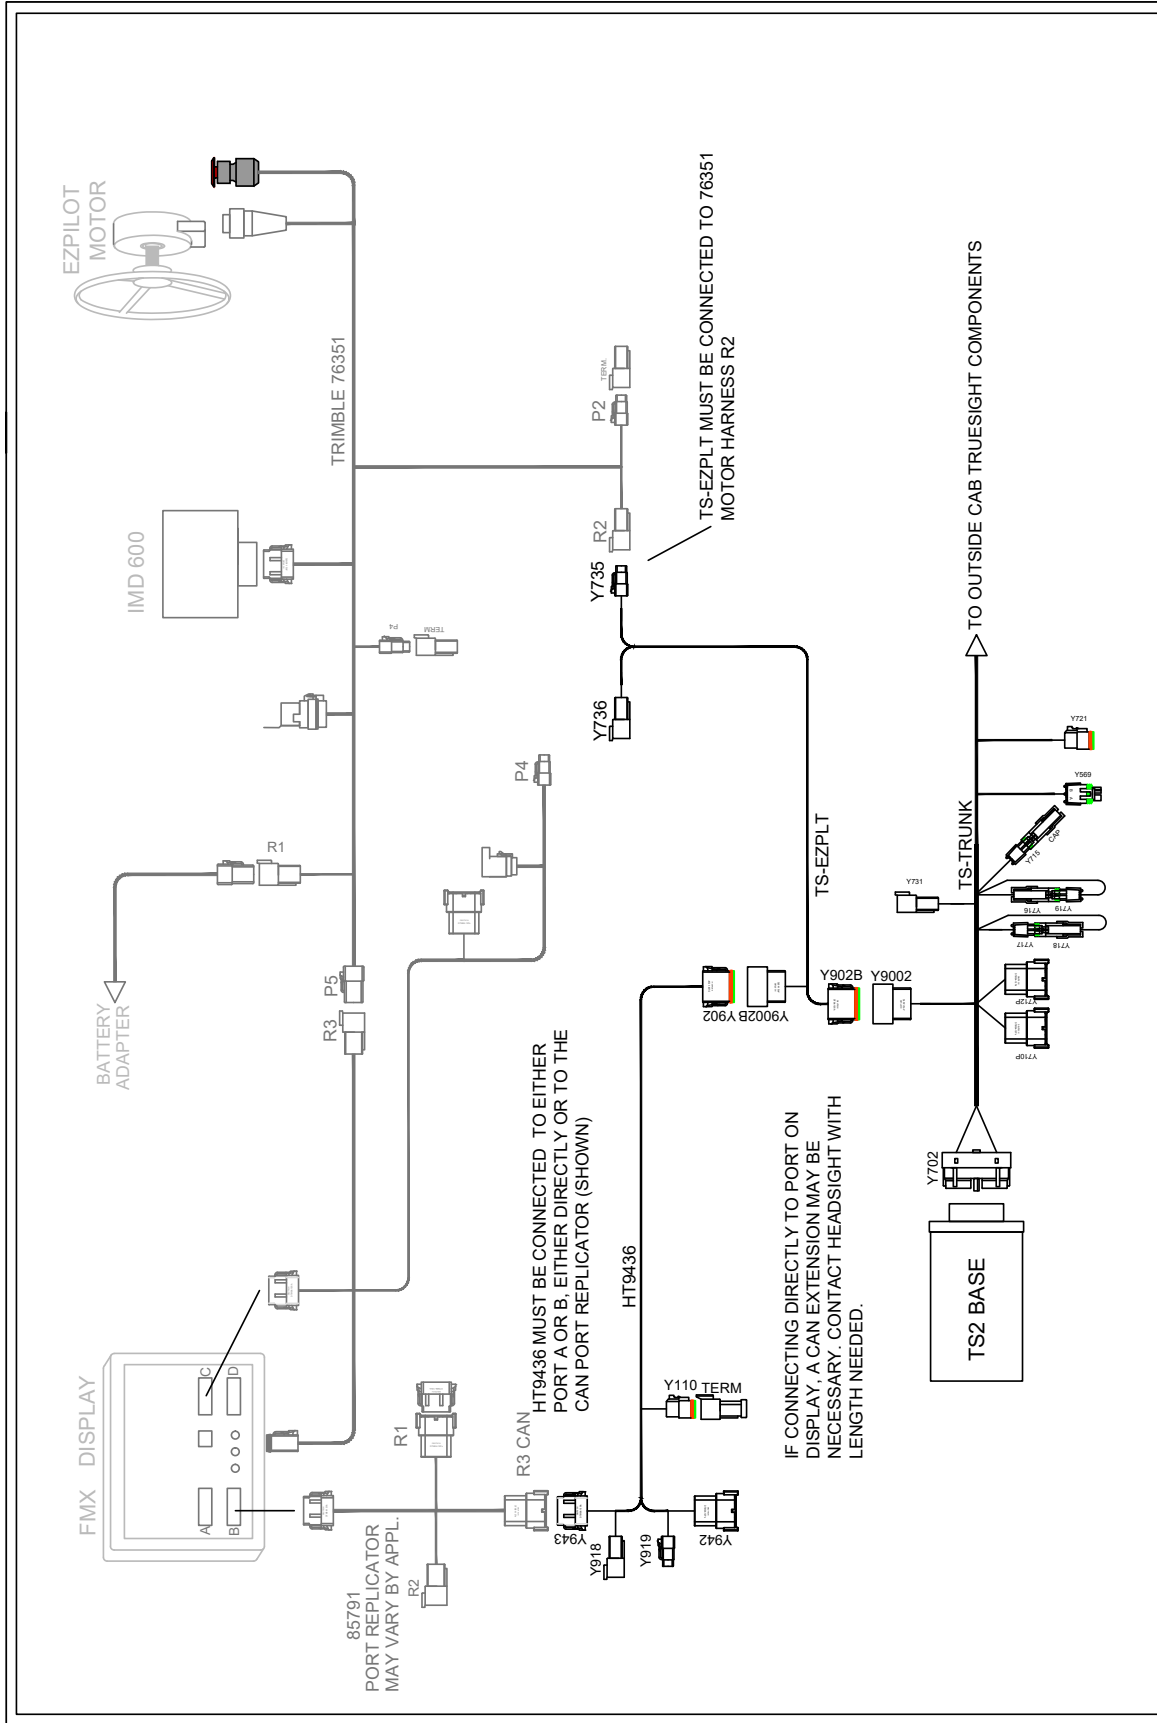 EZPILOT
MOTOR
TRIMBLE 76351
IMD 600
TERM.
P2
R2
P4
TERM
TS-EZPLT MUST BE CONNECTED TO 76351
MOTOR HARNESS R2
Y735
Y736
R1
P4
BATTERY
ADAPTER
P5
R3
FMX DISPLAY
A
B
C
D
85791
PORT REPLICATOR
MAY VARY BY APPL.
R1
R2
R3 CAN
HT9436 MUST BE CONNECTED TO EITHER
PORT A OR B, EITHER DIRECTLY OR TO THE
CAN PORT REPLICATOR (SHOWN)
Y943
Y918
Y919
Y942
HT9436
Y110
TERM
Y902
Y9002B
Y902B
Y9002
TS-EZPLT
IF CONNECTING DIRECTLY TO PORT ON
DISPLAY, A CAN EXTENSION MAY BE
NECESSARY. CONTACT HEADSIGHT WITH
LENGTH NEEDED.
TS2 BASE
Y702
Y710P
Y712P
Y717
Y718
Y716
Y719
Y731
Y715
CAP
Y569
Y721
TS-TRUNK
TO OUTSIDE CAB TRUESIGHT COMPONENTS